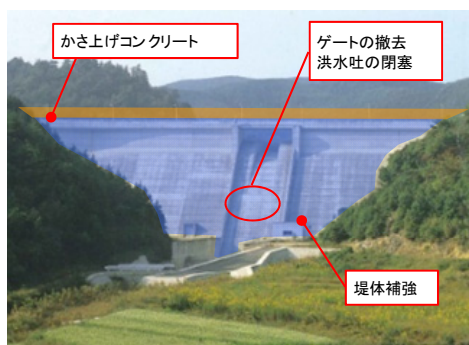 かさ上げコンクリート
ゲートの撤去
洪水吐の閉塞
堤体補強